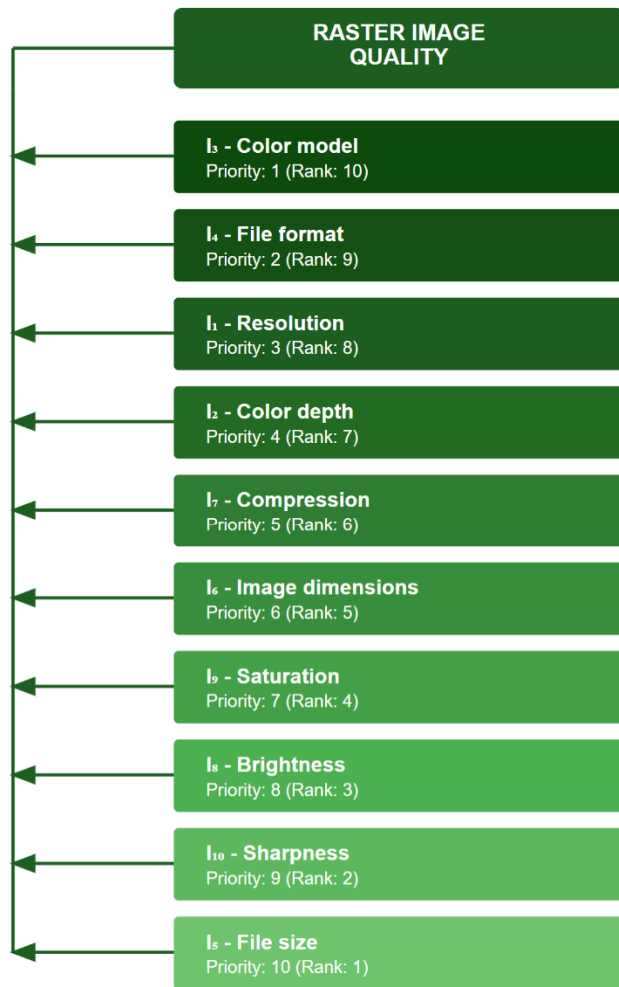 RASTER IMAGE
QUALITY
I₃ - Color model
Priority: 1 (Rank: 10)
I₄ - File format
Priority: 2 (Rank: 9)
I₁ - Resolution
Priority: 3 (Rank: 8)
I₂ - Color depth
Priority: 4 (Rank: 7)
I₇ - Compression
Priority: 5 (Rank: 6)
I₆ - Image dimensions
Priority: 6 (Rank: 5)
I₉ - Saturation
Priority: 7 (Rank: 4)
I₈ - Brightness
Priority: 8 (Rank: 3)
I₁₀ - Sharpness
Priority: 9 (Rank: 2)
I₅ - File size
Priority: 10 (Rank: 1)